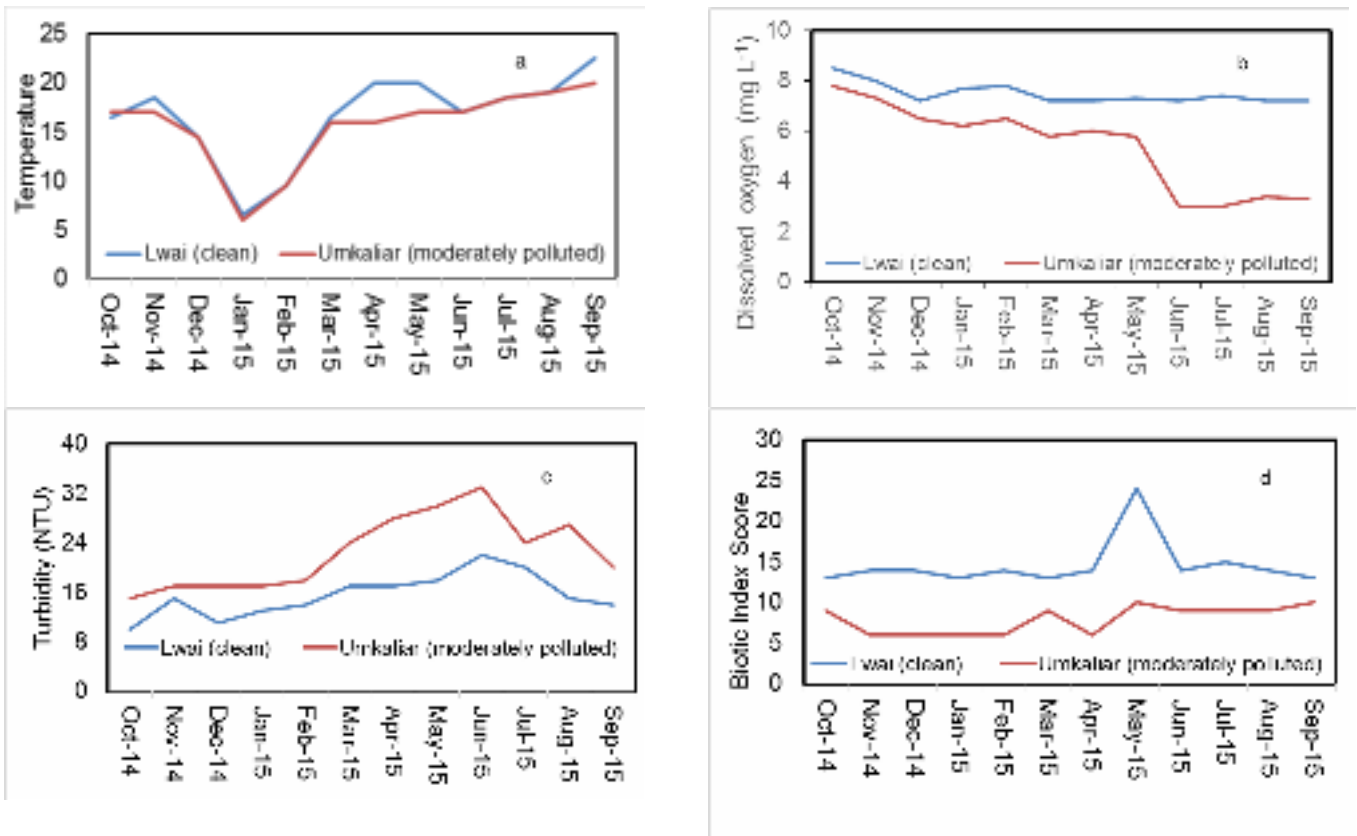 25
20
15
10
5
0
Temperature
a
Lwai (clean) Umkaliar (moderately polluted)
Oct-14
Nov-14
Dec-14
Jan-15
Feb-15
Mar-15
Apr-15
May-15
Jun-15
Jul-15
Aug-15
Sep-15
10
8
6
4
2
0
Dissolved oxygen (mg L-1)
b
Lwai (clean) Umkaliar (moderately polluted)
Oct-14
Nov-14
Dec-14
Jan-15
Feb-15
Mar-15
Apr-15
May-15
Jun-15
Jul-15
Aug-15
Sep-15
40
32
24
16
8
0
Turbidity (NTU)
c
Lwai (clean) Umkaliar (moderately polluted)
Oct-14
Nov-14
Dec-14
Jan-15
Feb-15
Mar-15
Apr-15
May-15
Jun-15
Jul-15
Aug-15
Sep-15
30
25
20
15
10
5
0
Biotic Index Score
d
Lwai (clean) Umkaliar (moderately polluted)
Oct-14
Nov-14
Dec-14
Jan-15
Feb-15
Mar-15
Apr-15
May-15
Jun-15
Jul-15
Aug-15
Sep-15